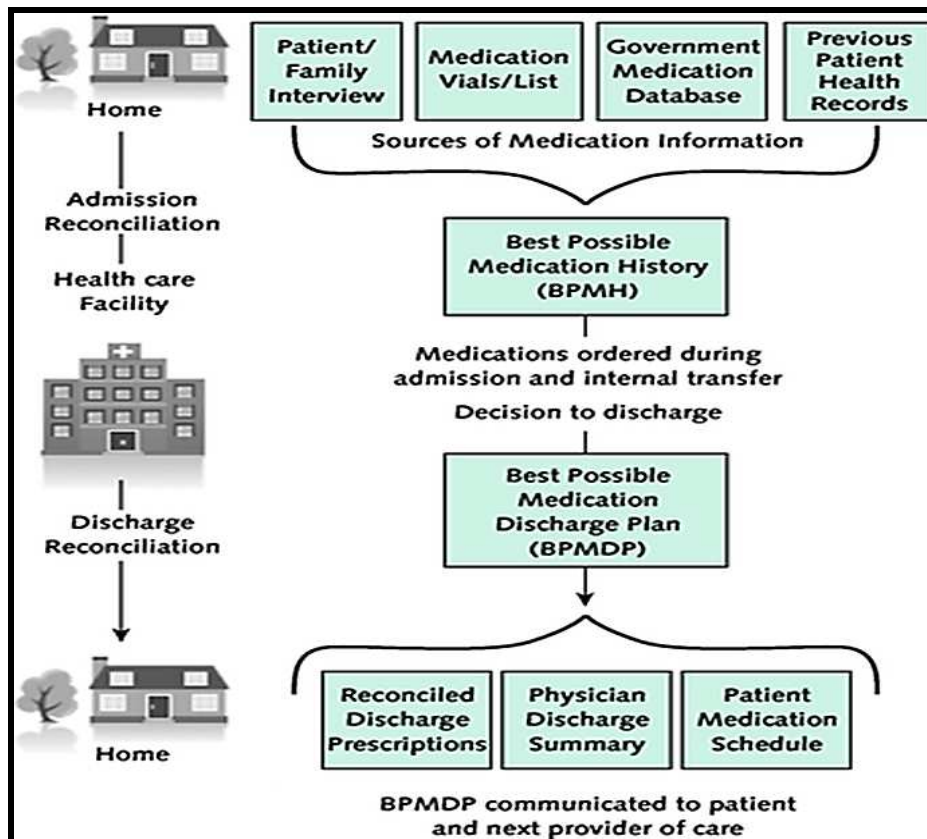 Home
Admission
Reconciliation
Health care
Facility
Discharge
Reconciliation
Home
Patient/
Family
Interview
Medication
Vials/List
Government
Medication
Database
Previous
Patient
Health
Records
Sources of Medication Information
Best Possible
Medication History
(BPMH)
Medications ordered during
admission and internal transfer
Decision to discharge
Best Possible
Medication
Discharge Plan
(BPMDP)
Reconciled
Discharge
Prescriptions
Physician
Discharge
Summary
Patient
Medication
Schedule
BPMDP communicated to patient
and next provider of care